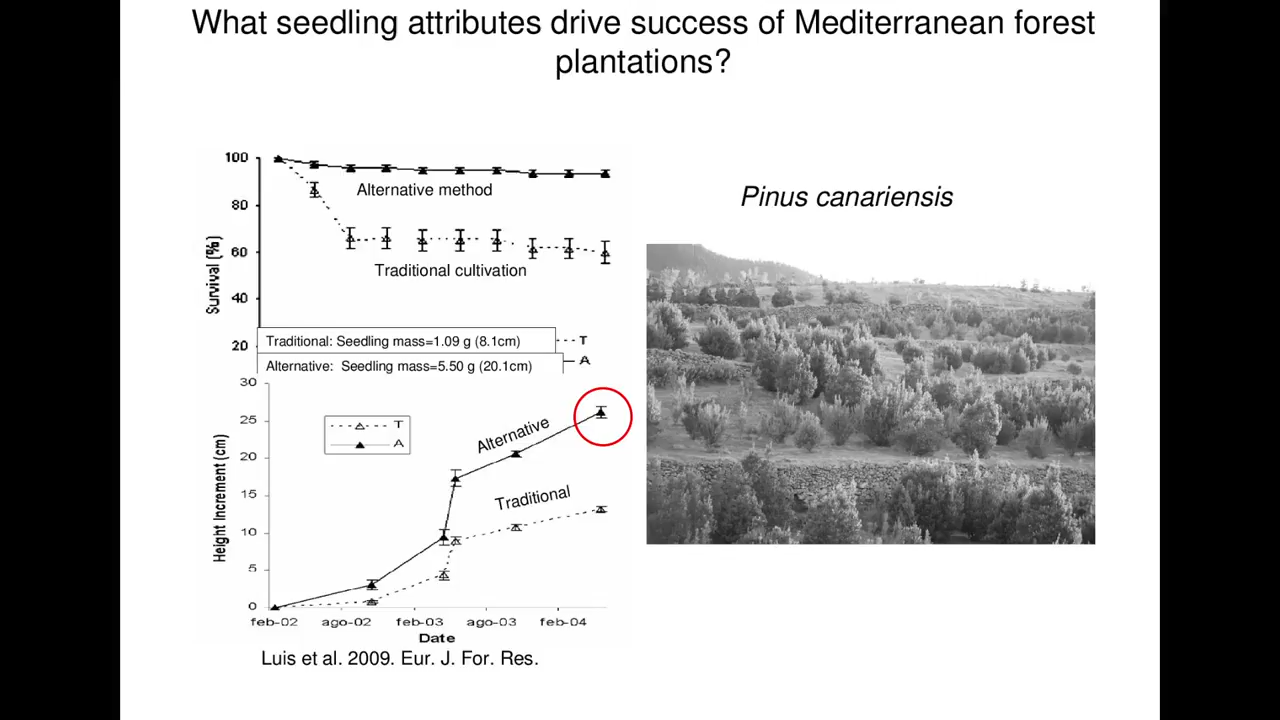 What seedling attributes drive success of Mediterranean forest
plantations?
100
80
60
40
20
Survival (%)
Alternative method
Traditional cultivation
Traditional: Seedling mass=1.09 g (8.1cm)
T
Alternative: Seedling mass=5.50 g (20.1cm)
A
30
25
20
15
10
5
0
Height Increment (cm)
T
A
Alternative
Traditional
feb-02 ago-02 feb-03 ago-03 feb-04
Date
Luis et al. 2009. Eur. J. For. Res.
Pinus canariensis